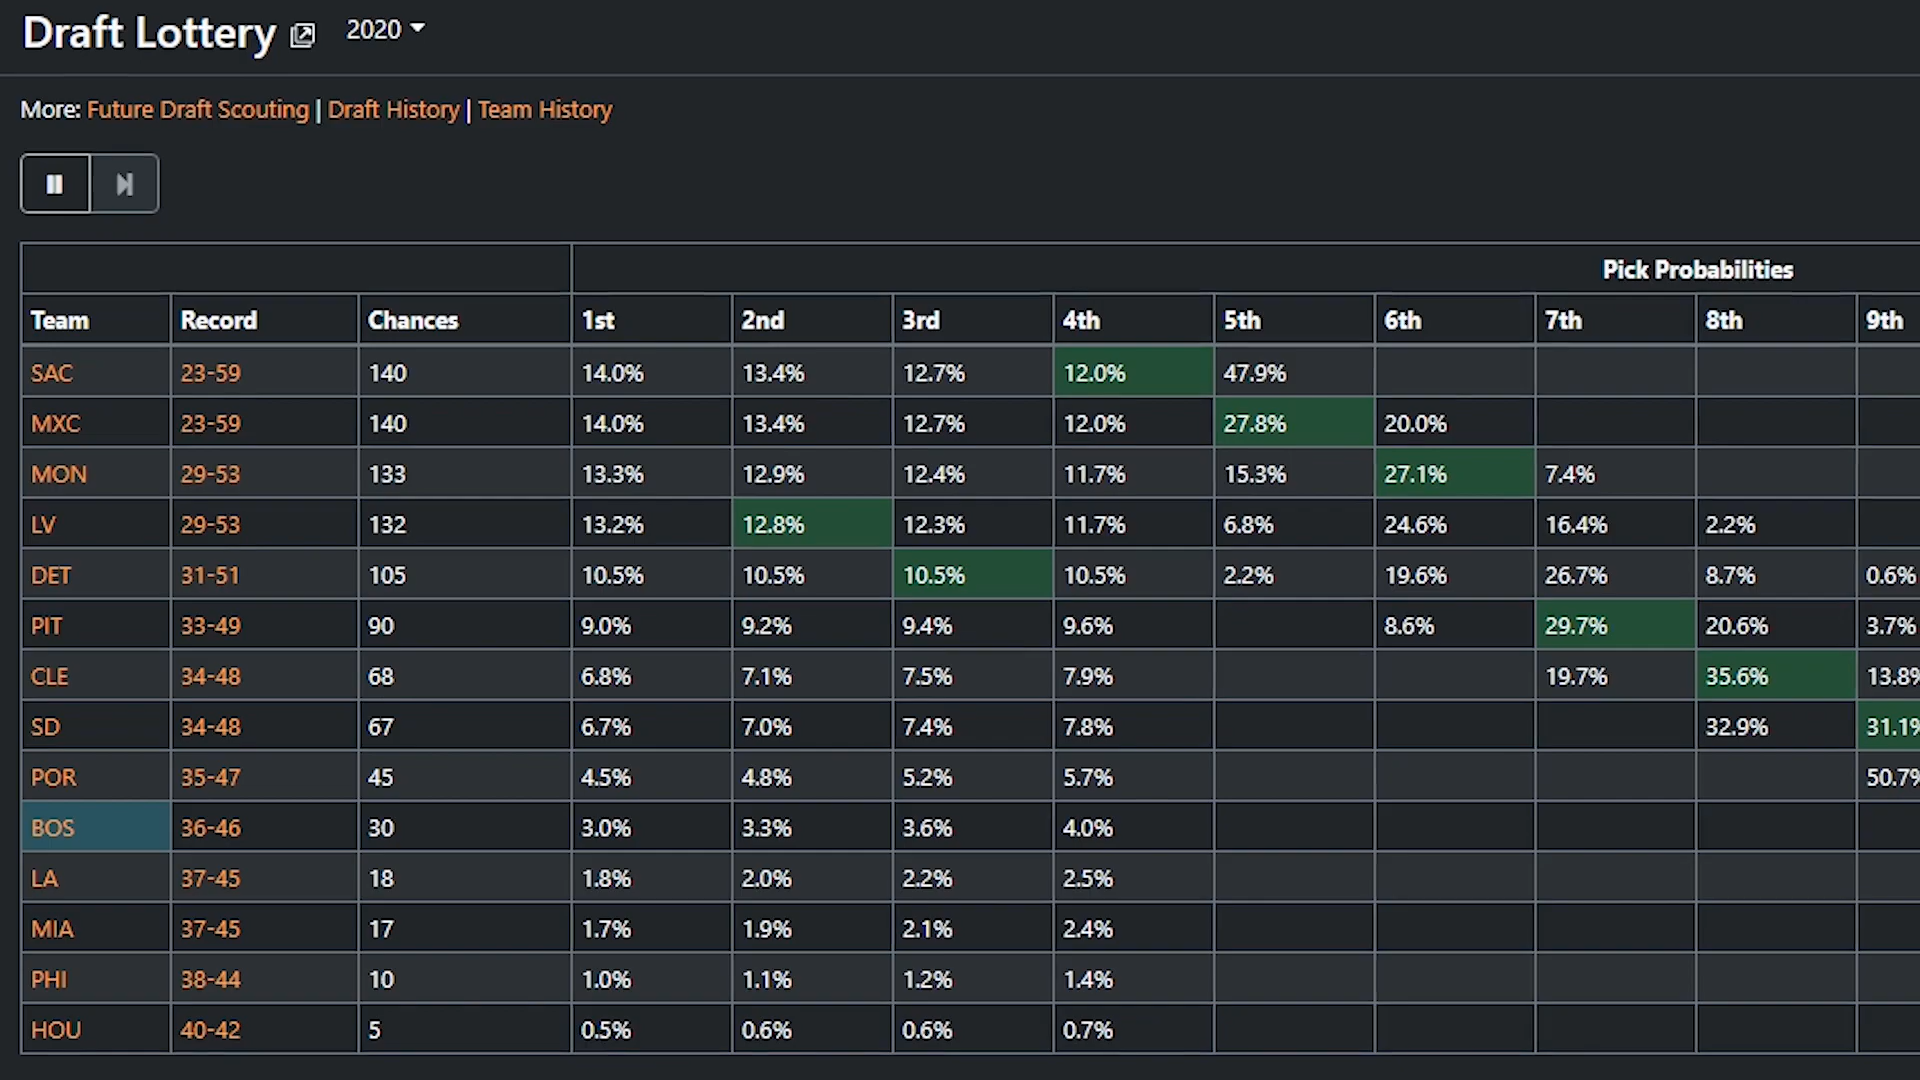 Draft Lottery 2020
More: Future Draft Scouting | Draft History | Team History
Pick Probabilities
Team Record Chances 1st 2nd 3rd 4th 5th 6th 7th 8th 9th
SAC 23-59 140 14.0% 13.4% 12.7% 12.0% 47.9%
MXC 23-59 140 14.0% 13.4% 12.7% 12.0% 27.8% 20.0%
MON 29-53 133 13.3% 12.9% 12.4% 11.7% 15.3% 27.1% 7.4%
LV 29-53 132 13.2% 12.8% 12.3% 11.7% 6.8% 24.6% 16.4% 2.2%
DET 31-51 105 10.5% 10.5% 10.5% 10.5% 2.2% 19.6% 26.7% 8.7% 0.6%
PIT 33-49 90 9.0% 9.2% 9.4% 9.6% 8.6% 29.7% 20.6% 3.7%
CLE 34-48 68 6.8% 7.1% 7.5% 7.9% 19.7% 35.6% 13.8%
SD 34-48 67 6.7% 7.0% 7.4% 7.8% 32.9% 31.1%
POR 35-47 45 4.5% 4.8% 5.2% 5.7% 50.7%
BOS 36-46 30 3.0% 3.3% 3.6% 4.0%
LA 37-45 18 1.8% 2.0% 2.2% 2.5%
MIA 37-45 17 1.7% 1.9% 2.1% 2.4%
PHI 38-44 10 1.0% 1.1% 1.2% 1.4%
HOU 40-42 5 0.5% 0.6% 0.6% 0.7%